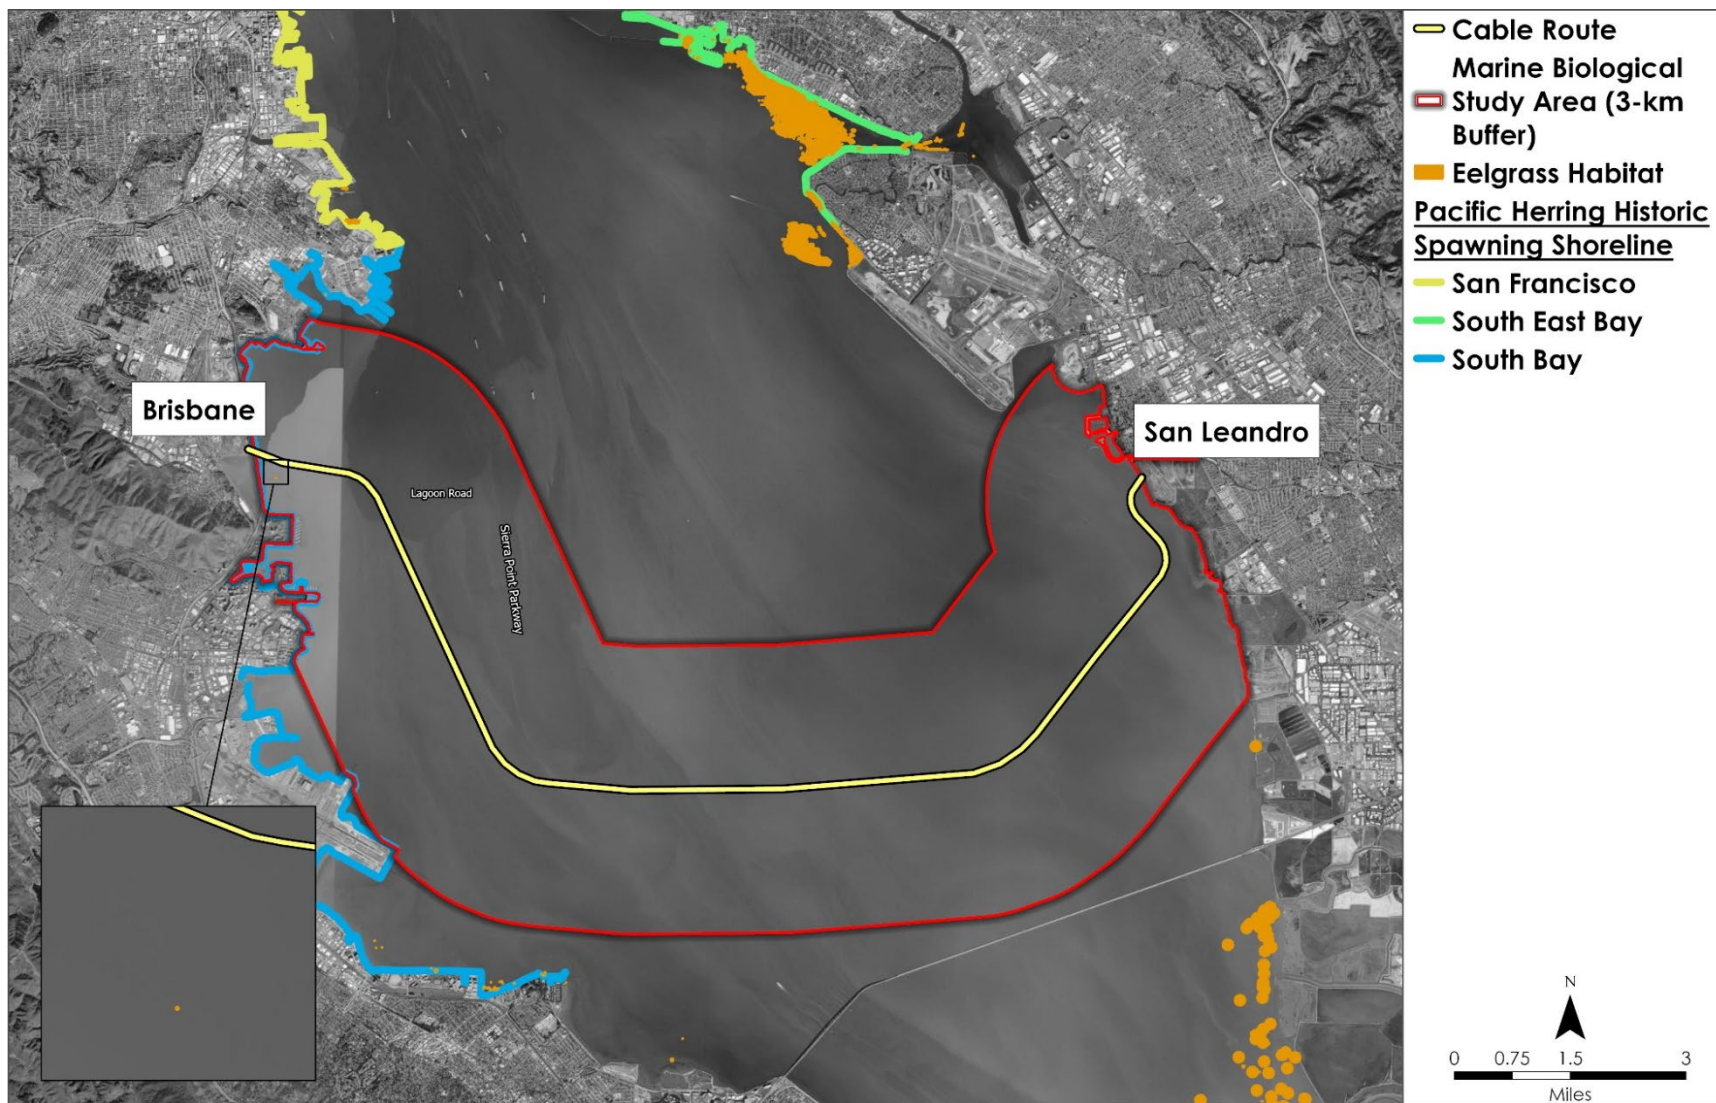 Cable Route
Marine Biological
Study Area (3-km
Buffer)
Eelgrass Habitat
Pacific Herring Historic
Spawning Shoreline
San Francisco
South East Bay
South Bay
Brisbane
San Leandro
Lagoon Road
Sierra Point Parkway
N
0 0.75 1.5 3
Miles